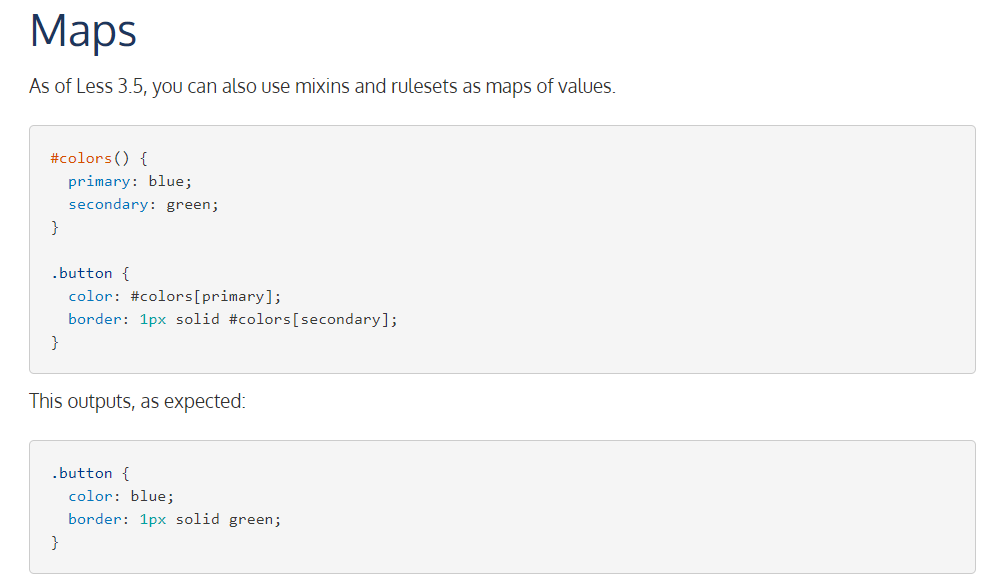 Maps
As of Less 3.5, you can also use mixins and rulesets as maps of values.
#colors() {
  primary: blue;
  secondary: green;
}
.button {
  color: #colors[primary];
  border: 1px solid #colors[secondary];
}
This outputs, as expected:
.button {
  color: blue;
  border: 1px solid green;
}